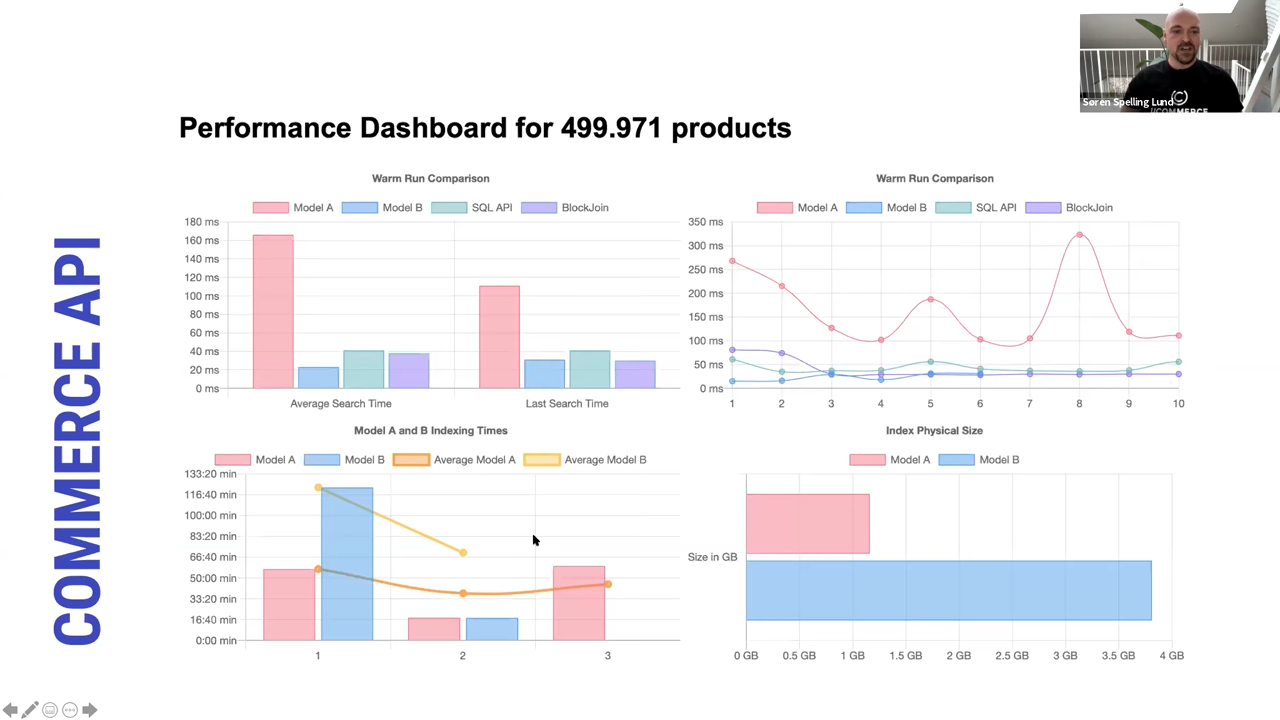 Søren Spelling Lund
UCOMMERCE
COMMERCE API
Performance Dashboard for 499.971 products
Warm Run Comparison
Model A Model B SQL API BlockJoin
180 ms
160 ms
140 ms
120 ms
100 ms
80 ms
60 ms
40 ms
20 ms
0 ms
Average Search Time Last Search Time
Warm Run Comparison
Model A Model B SQL API BlockJoin
350 ms
300 ms
250 ms
200 ms
150 ms
100 ms
50 ms
0 ms
1 2 3 4 5 6 7 8 9 10
Model A and B Indexing Times
Model A Model B Average Model A Average Model B
133:20 min
116:40 min
100:00 min
83:20 min
66:40 min
50:00 min
33:20 min
16:40 min
0:00 min
1 2 3
Index Physical Size
Model A Model B
Size in GB
0 GB 0.5 GB 1 GB 1.5 GB 2 GB 2.5 GB 3 GB 3.5 GB 4 GB